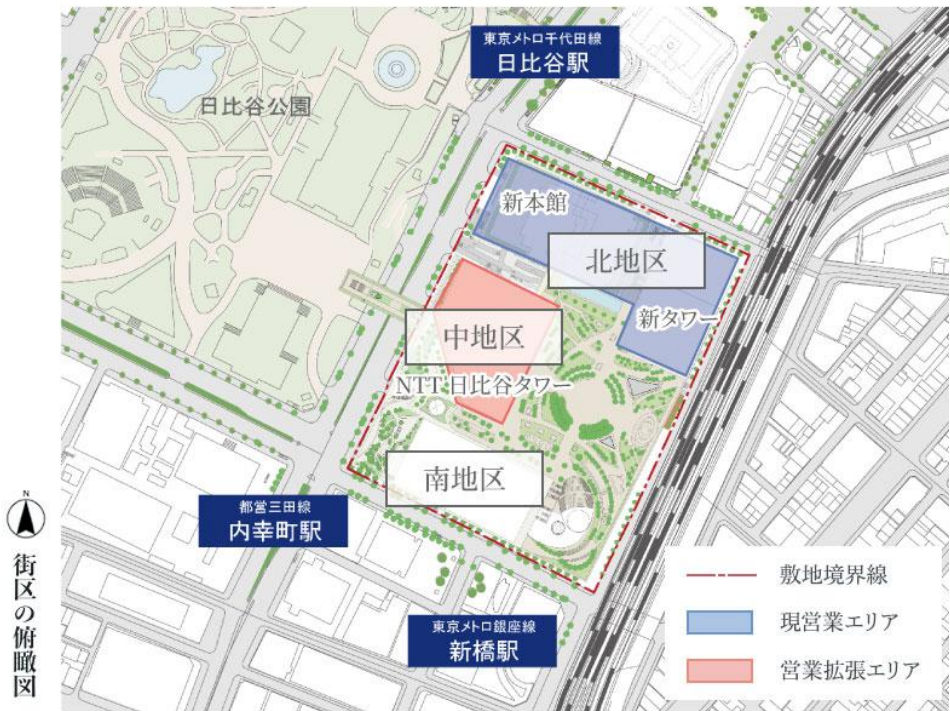 東京メトロ千代田線
日比谷駅
日比谷公園
新本館
北地区
新タワー
中地区
NTT 日比谷タワー
南地区
都営三田線
内幸町駅
東京メトロ銀座線
新橋駅
N
街区の俯瞰図
敷地境界線
現営業エリア
営業拡張エリア